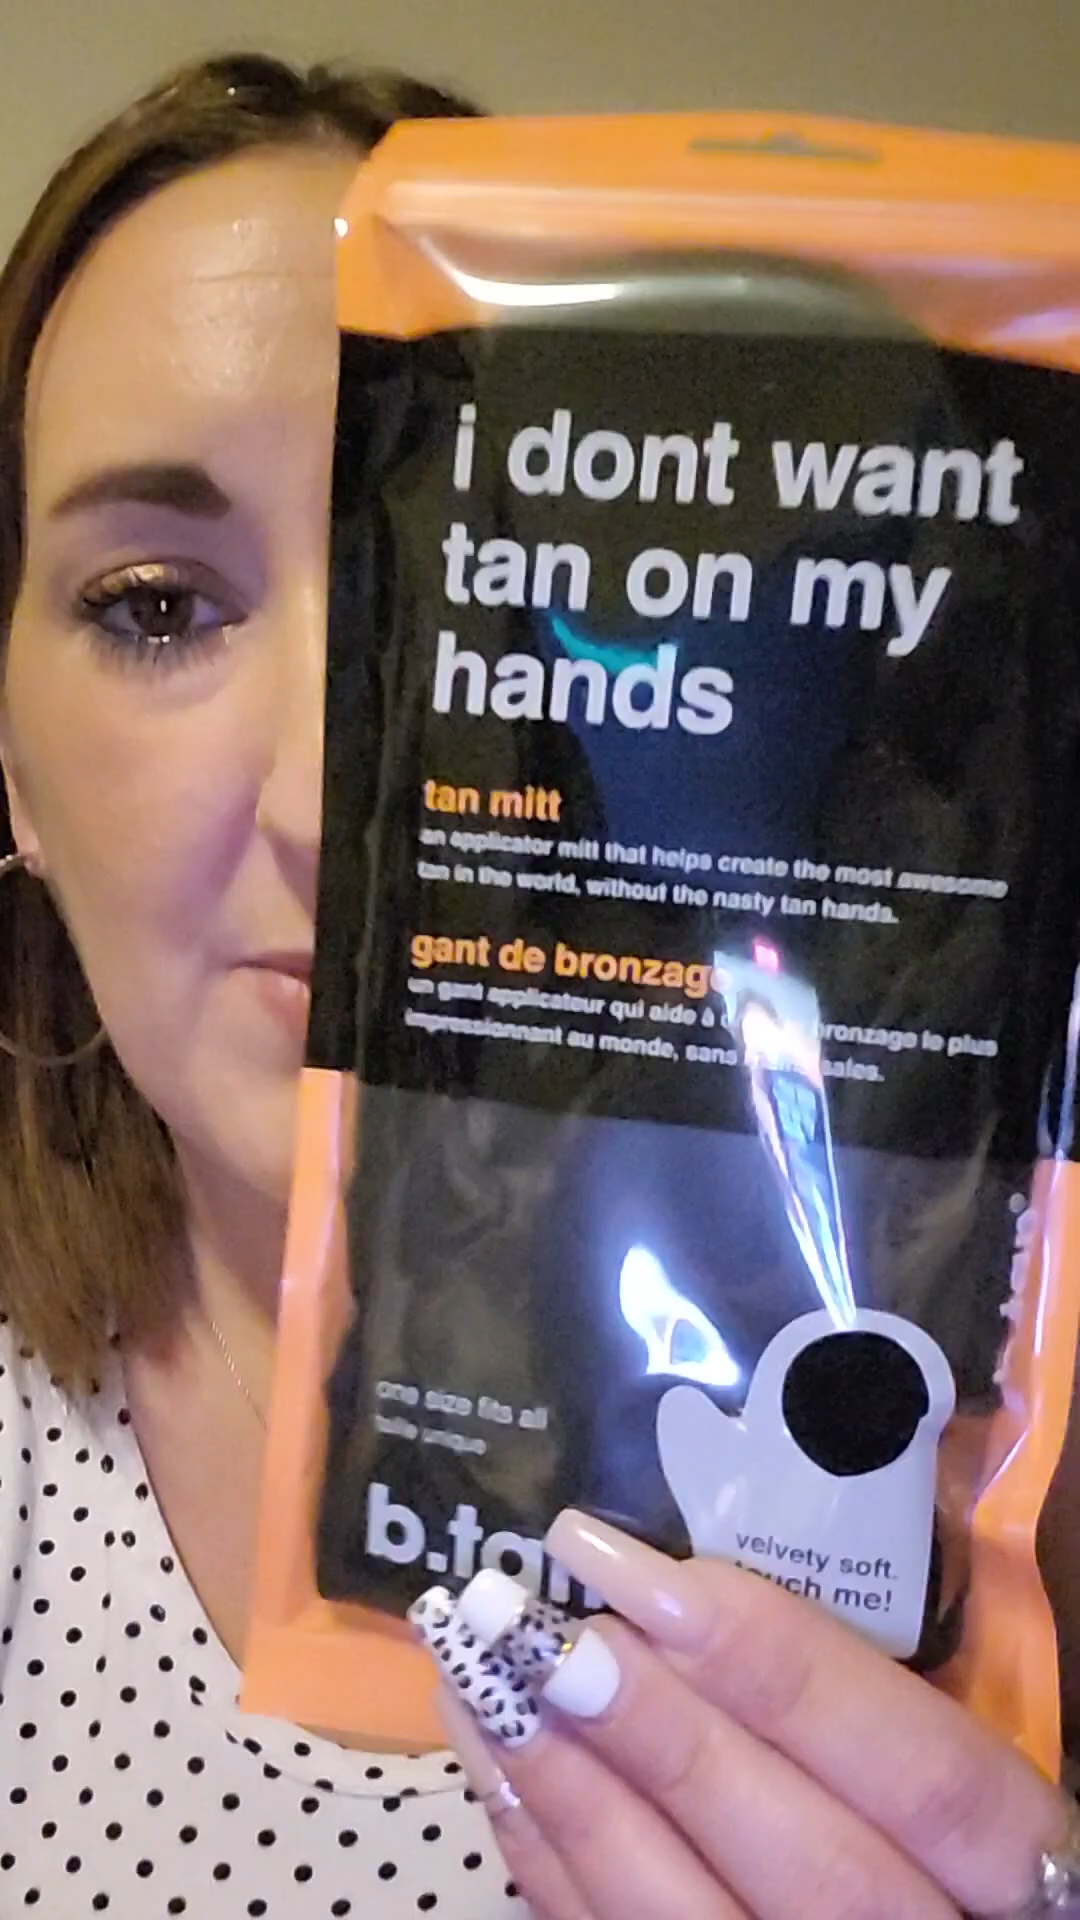 i dont want
tan on my
hands
tan mitt
an applicator mitt that helps create the most awesome
tan in the world, without the nasty tan hands.
gant de bronzage
un gant applicateur qui aide à bronzage le plus
impressionnant au monde, sans sales.
one size fits all
taille unique
b.tan
velvety soft.
touch me!